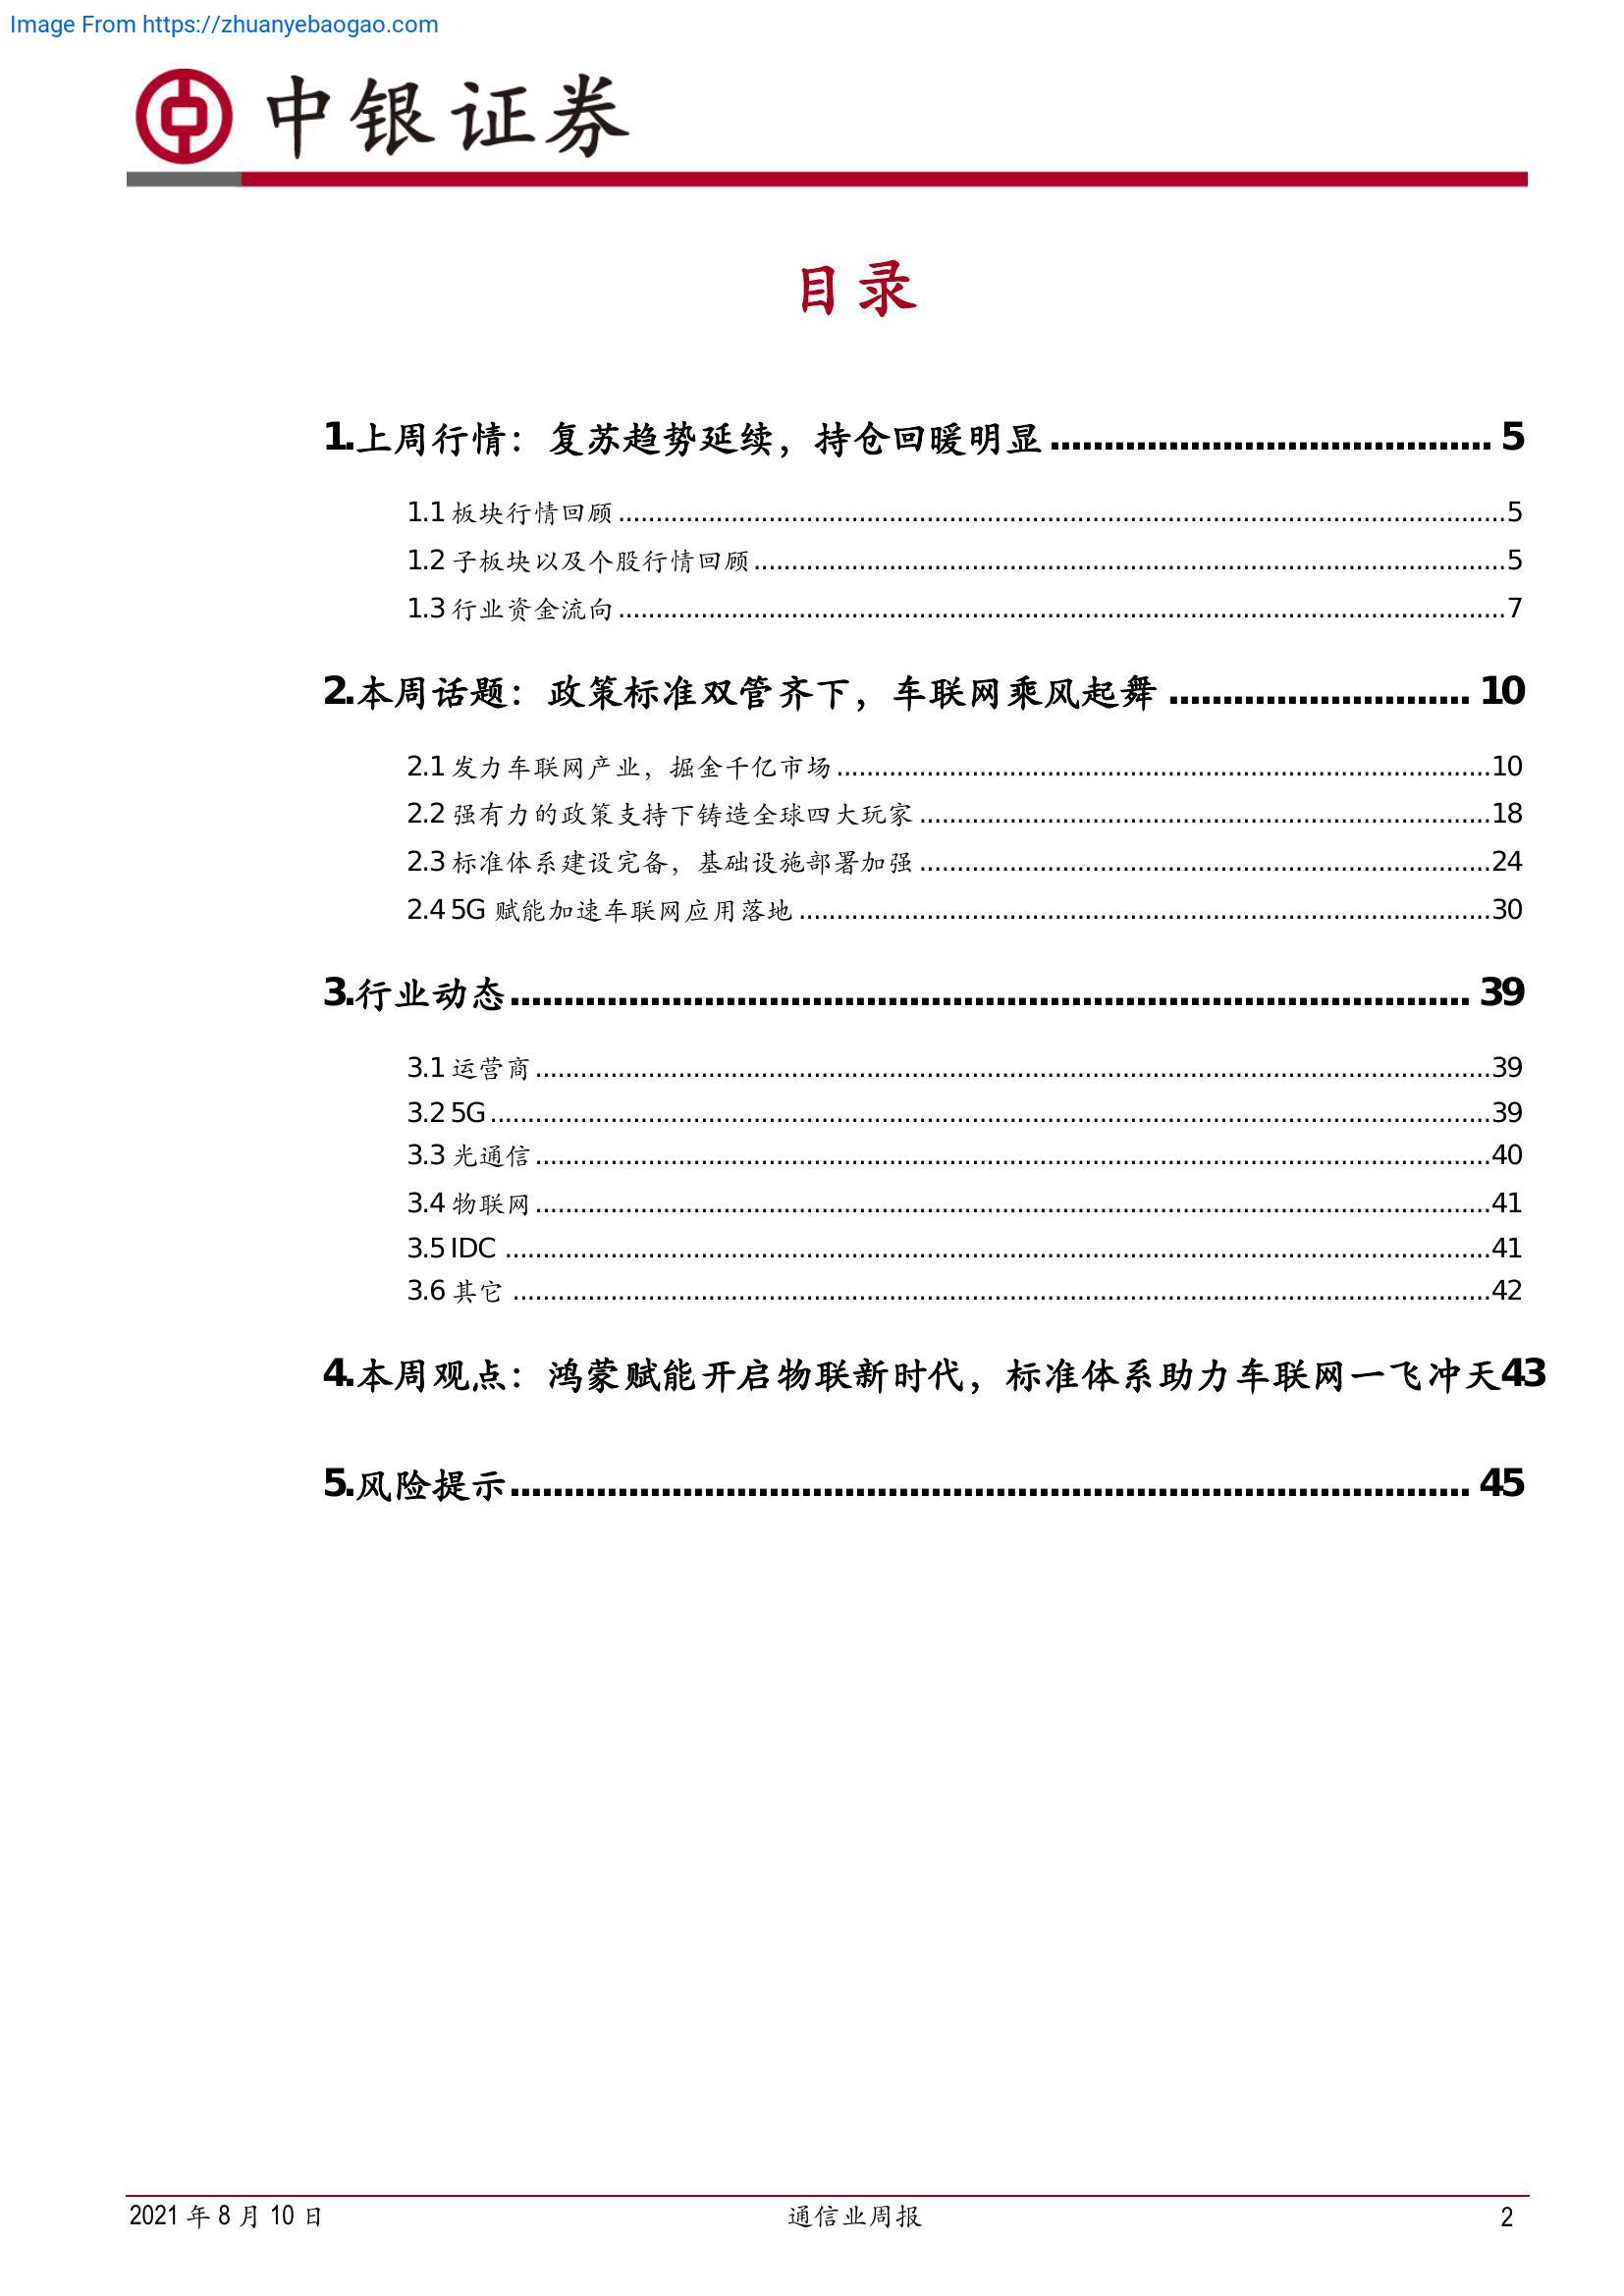 Image From https://zhuanyebaogao.com
中银证券
目录
1.上周行情：复苏趋势延续，持仓回暖明显........................................ 5
1.1 板块行情回顾........................................................................................................................5
1.2 子板块以及个股行情回顾....................................................................................................5
1.3 行业资金流向........................................................................................................................7
2.本周话题：政策标准双管齐下，车联网乘风起舞 ............................ 10
2.1 发力车联网产业，掘金千亿市场........................................................................................10
2.2 强有力的政策支持下铸造全球四大玩家............................................................................18
2.3 标准体系建设完备，基础设施部署加强............................................................................24
2.4 5G 赋能加速车联网应用落地............................................................................................30
3.行业动态........................................................................................ 39
3.1 运营商................................................................................................................................39
3.2 5G......................................................................................................................................39
3.3 光通信................................................................................................................................40
3.4 物联网................................................................................................................................41
3.5 IDC ....................................................................................................................................41
3.6 其它 ...................................................................................................................................42
4.本周观点：鸿蒙赋能开启物联新时代，标准体系助力车联网一飞冲天43
5.风险提示........................................................................................ 45
2021 年 8 月 10 日 通信业周报 2